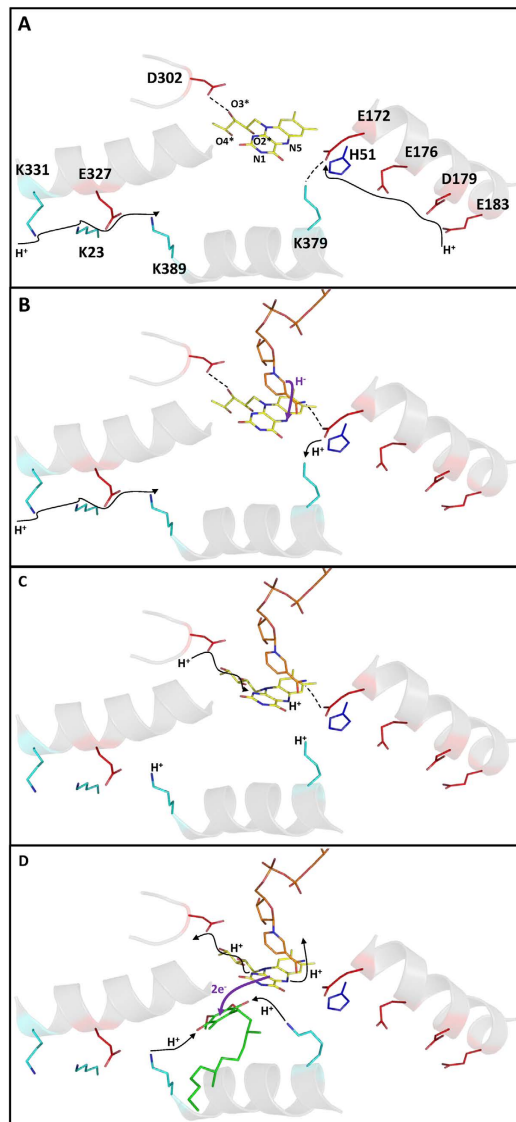 A
D302
O3*
O4*
O2*
N1
N5
E172
H51
E176
D179
E183
K331
E327
H⁺
K23
K389
K379
H⁺
B
H⁻
H⁺
H⁺
C
H⁺
H⁺
H⁺
H⁺
D
H⁺
H⁺
2e⁻
H⁺
H⁺